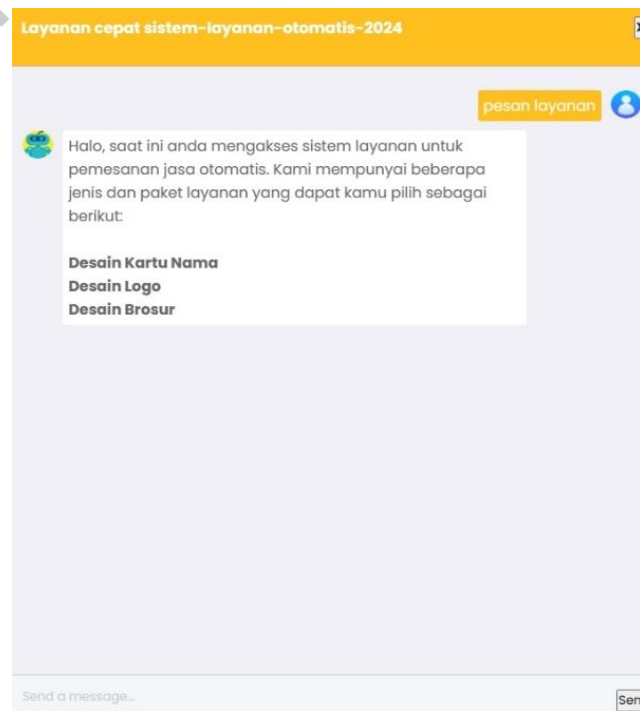 Layanan cepat sistem-layanan-otomatis-2024
pesan layanan
Halo, saat ini anda mengakses sistem layanan untuk
pemesanan jasa otomatis. Kami mempunyai beberapa
jenis dan paket layanan yang dapat kamu pilih sebagai
berikut:
Desain Kartu Nama
Desain Logo
Desain Brosur
Send a message...
Sen